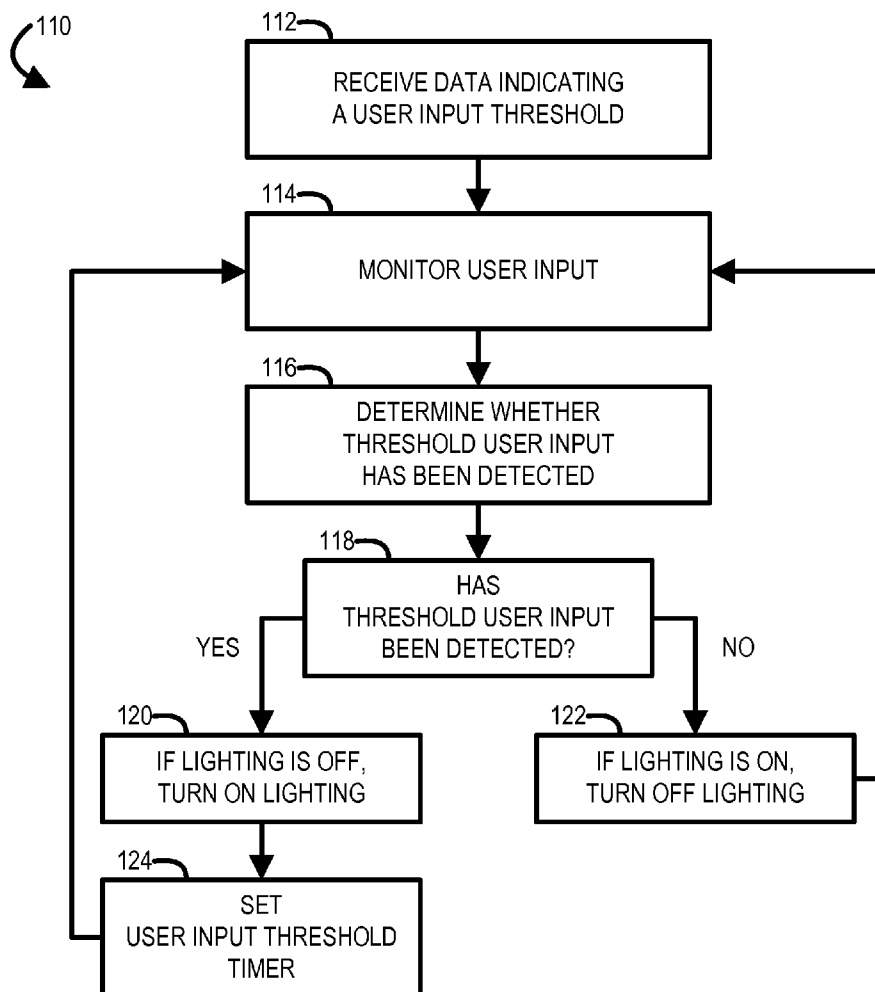 110
112
RECEIVE DATA INDICATING
A USER INPUT THRESHOLD
114
MONITOR USER INPUT
116
DETERMINE WHETHER
THRESHOLD USER INPUT
HAS BEEN DETECTED
118
HAS
THRESHOLD USER INPUT
BEEN DETECTED?
YES
NO
120
IF LIGHTING IS OFF,
TURN ON LIGHTING
122
IF LIGHTING IS ON,
TURN OFF LIGHTING
124
SET
USER INPUT THRESHOLD
TIMER